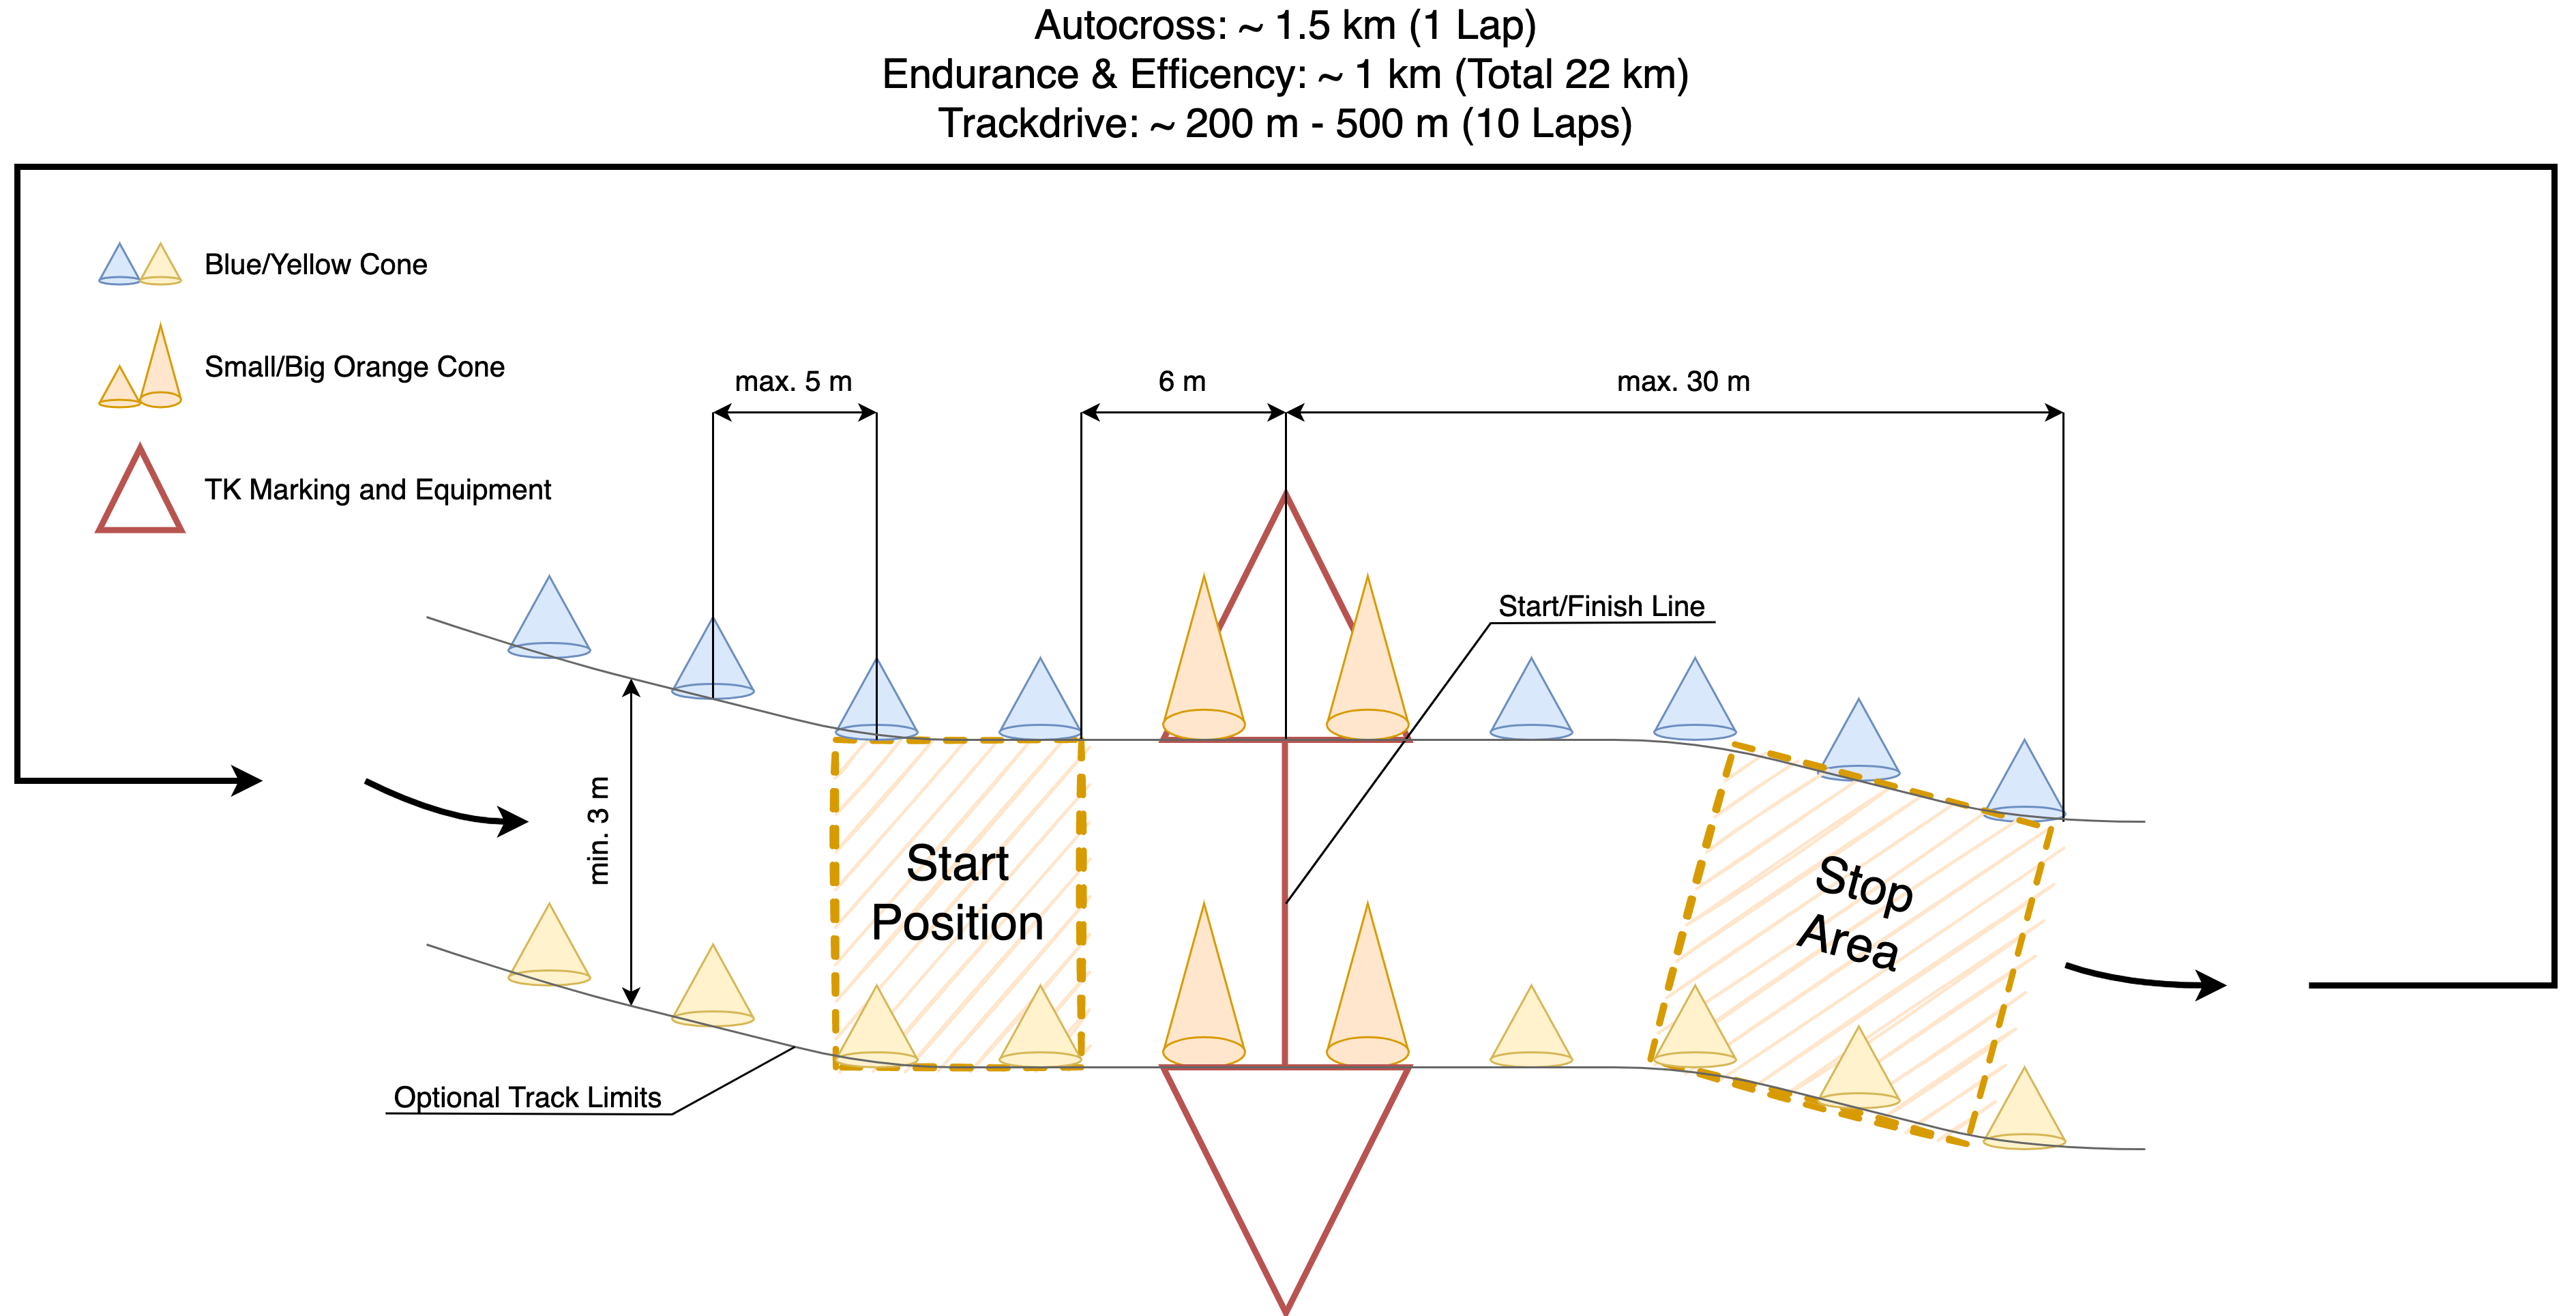 Autocross: ~ 1.5 km (1 Lap)
Endurance & Efficency: ~ 1 km (Total 22 km)
Trackdrive: ~ 200 m - 500 m (10 Laps)
Blue/Yellow Cone
Small/Big Orange Cone
TK Marking and Equipment
max. 5 m
6 m
max. 30 m
Start/Finish Line
min. 3 m
Start
Position
Stop
Area
Optional Track Limits